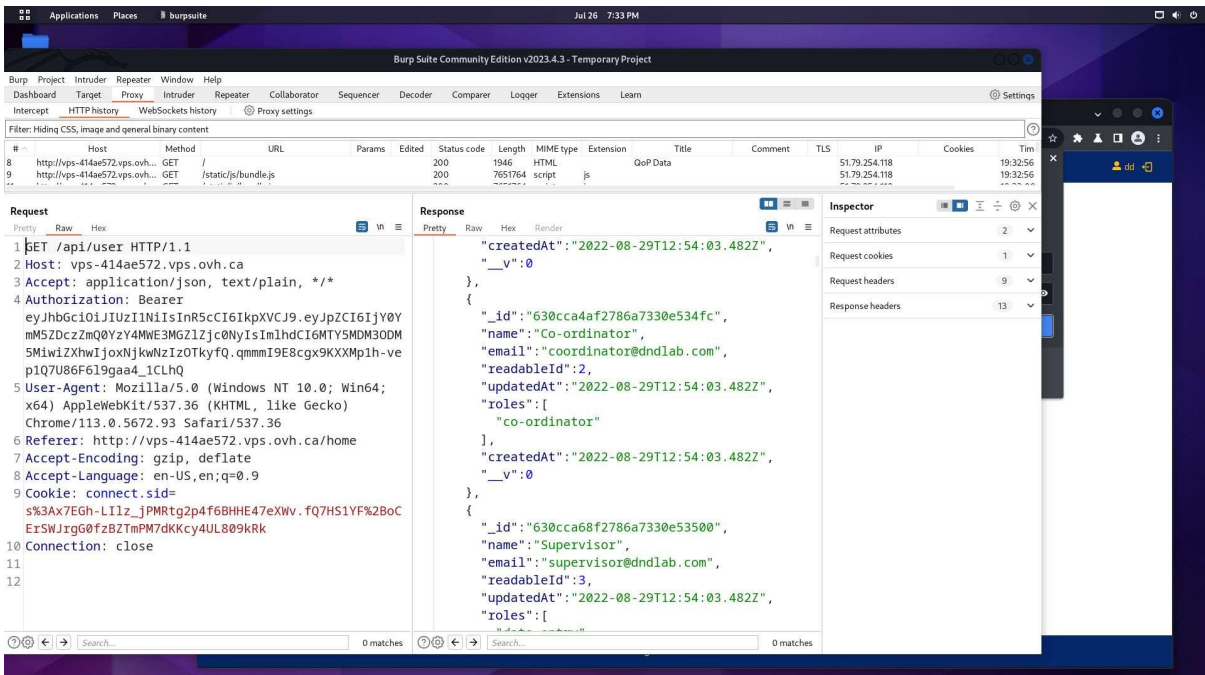 Applications Places burpsuite Jul 26 7:33 PM
Burp Suite Community Edition v2023.4.3 - Temporary Project
Burp Project Intruder Repeater Window Help
Dashboard Target Proxy Intruder Repeater Collaborator Sequencer Decoder Comparer Logger Extensions Learn Settings
Intercept HTTP history WebSockets history Proxy settings
Filter: Hiding CSS, image and general binary content
# Host Method URL Params Edited Status code Length MIME type Extension Title Comment TLS IP Cookies Tim
8 http://vps-414ae572.vps.ovh... GET / 200 1946 HTML QoP Data 51.79.254.118 19:32:56
9 http://vps-414ae572.vps.ovh... GET /static/js/bundle.js 200 7651764 script js 51.79.254.118 19:32:56
dd
Request
Pretty Raw Hex \n
1 GET /api/user HTTP/1.1
2 Host: vps-414ae572.vps.ovh.ca
3 Accept: application/json, text/plain, */*
4 Authorization: Bearer
eyJhbGciOiJIUzI1NiIsInR5cCI6IkpXVCJ9.eyJpZCI6IjY0Y
mM5ZDczZmQ0YzY4MWE3MGZlZjc0NyIsImlhdCI6MTY5MDM3ODM
5MiwiZXhwIjoxNjkwNzIzOTkyfQ.qmmmI9E8cgx9KXXMp1h-ve
p1Q7U86F6l9gaa4_1CLhQ
5 User-Agent: Mozilla/5.0 (Windows NT 10.0; Win64;
x64) AppleWebKit/537.36 (KHTML, like Gecko)
Chrome/113.0.5672.93 Safari/537.36
6 Referer: http://vps-414ae572.vps.ovh.ca/home
7 Accept-Encoding: gzip, deflate
8 Accept-Language: en-US,en;q=0.9
9 Cookie: connect.sid=
s%3Ax7EGh-LIlz_jPMRtg2p4f6BHHE47eXWv.fQ7HS1YF%2BoC
ErSWJrgG0fzBZTmPM7dKKcy4UL809kRk
10 Connection: close
11
12
Search... 0 matches
Response
Pretty Raw Hex Render \n
"createdAt":"2022-08-29T12:54:03.482Z",
"__v":0
},
{
"_id":"630cca4af2786a7330e534fc",
"name":"Co-ordinator",
"email":"coordinator@dndlab.com",
"readableId":2,
"updatedAt":"2022-08-29T12:54:03.482Z",
"roles":[
"co-ordinator"
],
"createdAt":"2022-08-29T12:54:03.482Z",
"__v":0
},
{
"_id":"630cca68f2786a7330e53500",
"name":"Supervisor",
"email":"supervisor@dndlab.com",
"readableId":3,
"updatedAt":"2022-08-29T12:54:03.482Z",
"roles":[
Search... 0 matches
Inspector
Request attributes 2
Request cookies 1
Request headers 9
Response headers 13